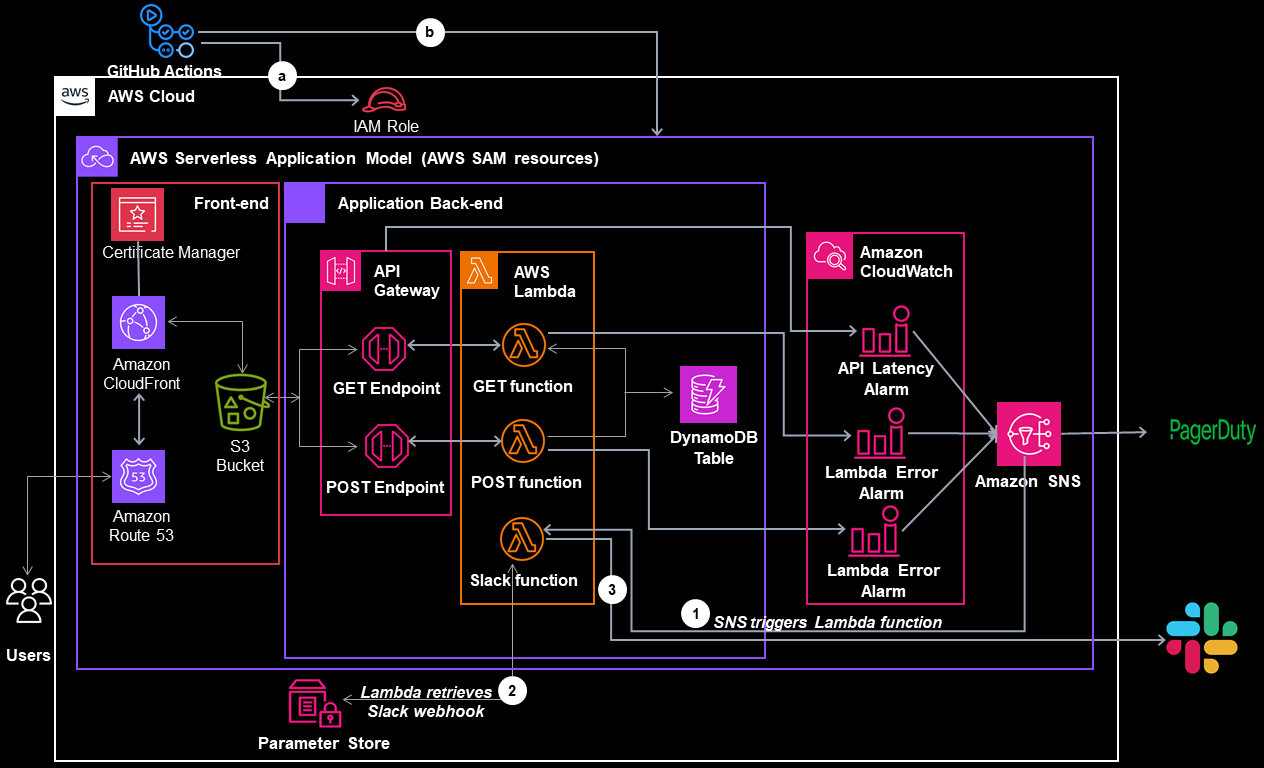 b
GitHub Actions
a
aws
AWS Cloud
IAM Role
AWS Serverless Application Model (AWS SAM resources)
Front-end
Application Back-end
Certificate Manager
API
Gateway
AWS
Lambda
Amazon
CloudWatch
Amazon
CloudFront
GET Endpoint
GET function
API Latency
Alarm
S3
Bucket
DynamoDB
Table
PagerDuty
POST Endpoint
POST function
Lambda Error
Alarm
Amazon SNS
53
Amazon
Route 53
Slack function
Lambda Error
Alarm
3
1
SNS triggers Lambda function
Users
2
Lambda retrieves
Slack webhook
Parameter Store